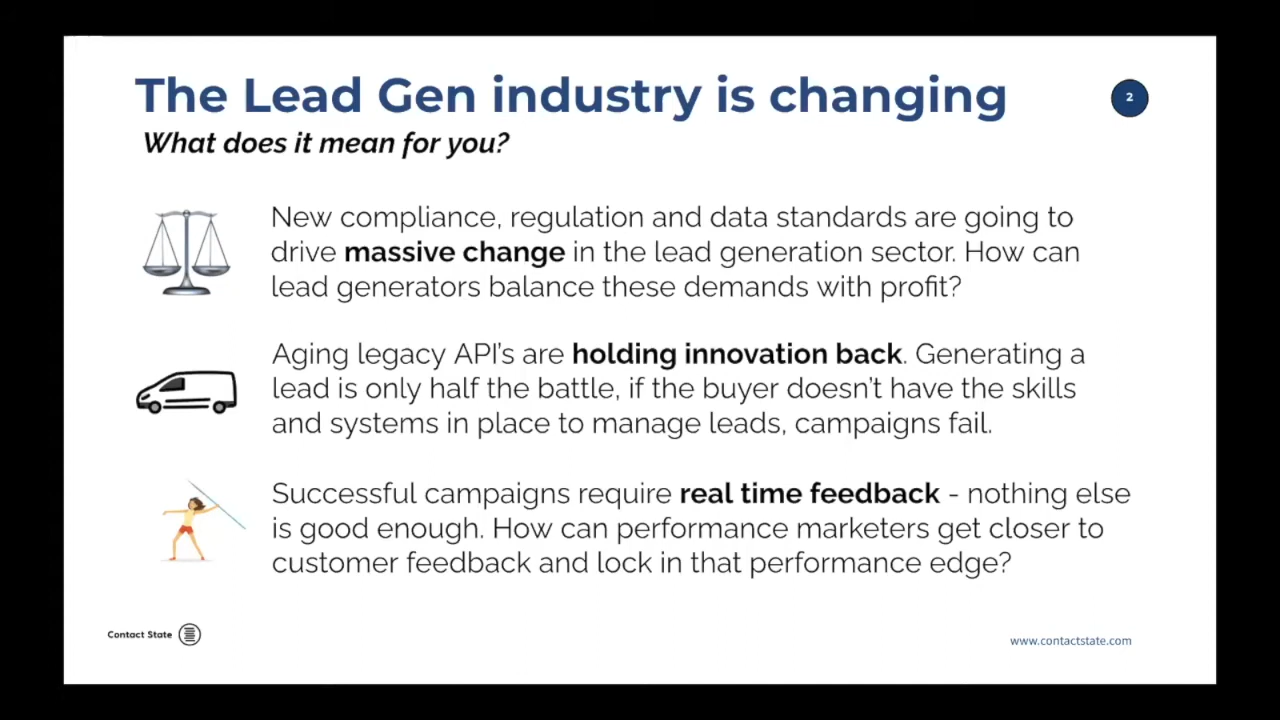 The Lead Gen industry is changing
2
What does it mean for you?
New compliance, regulation and data standards are going to
drive massive change in the lead generation sector. How can
lead generators balance these demands with profit?
Aging legacy API's are holding innovation back. Generating a
lead is only half the battle, if the buyer doesn't have the skills
and systems in place to manage leads, campaigns fail.
Successful campaigns require real time feedback - nothing else
is good enough. How can performance marketers get closer to
customer feedback and lock in that performance edge?
Contact State
www.contactstate.com